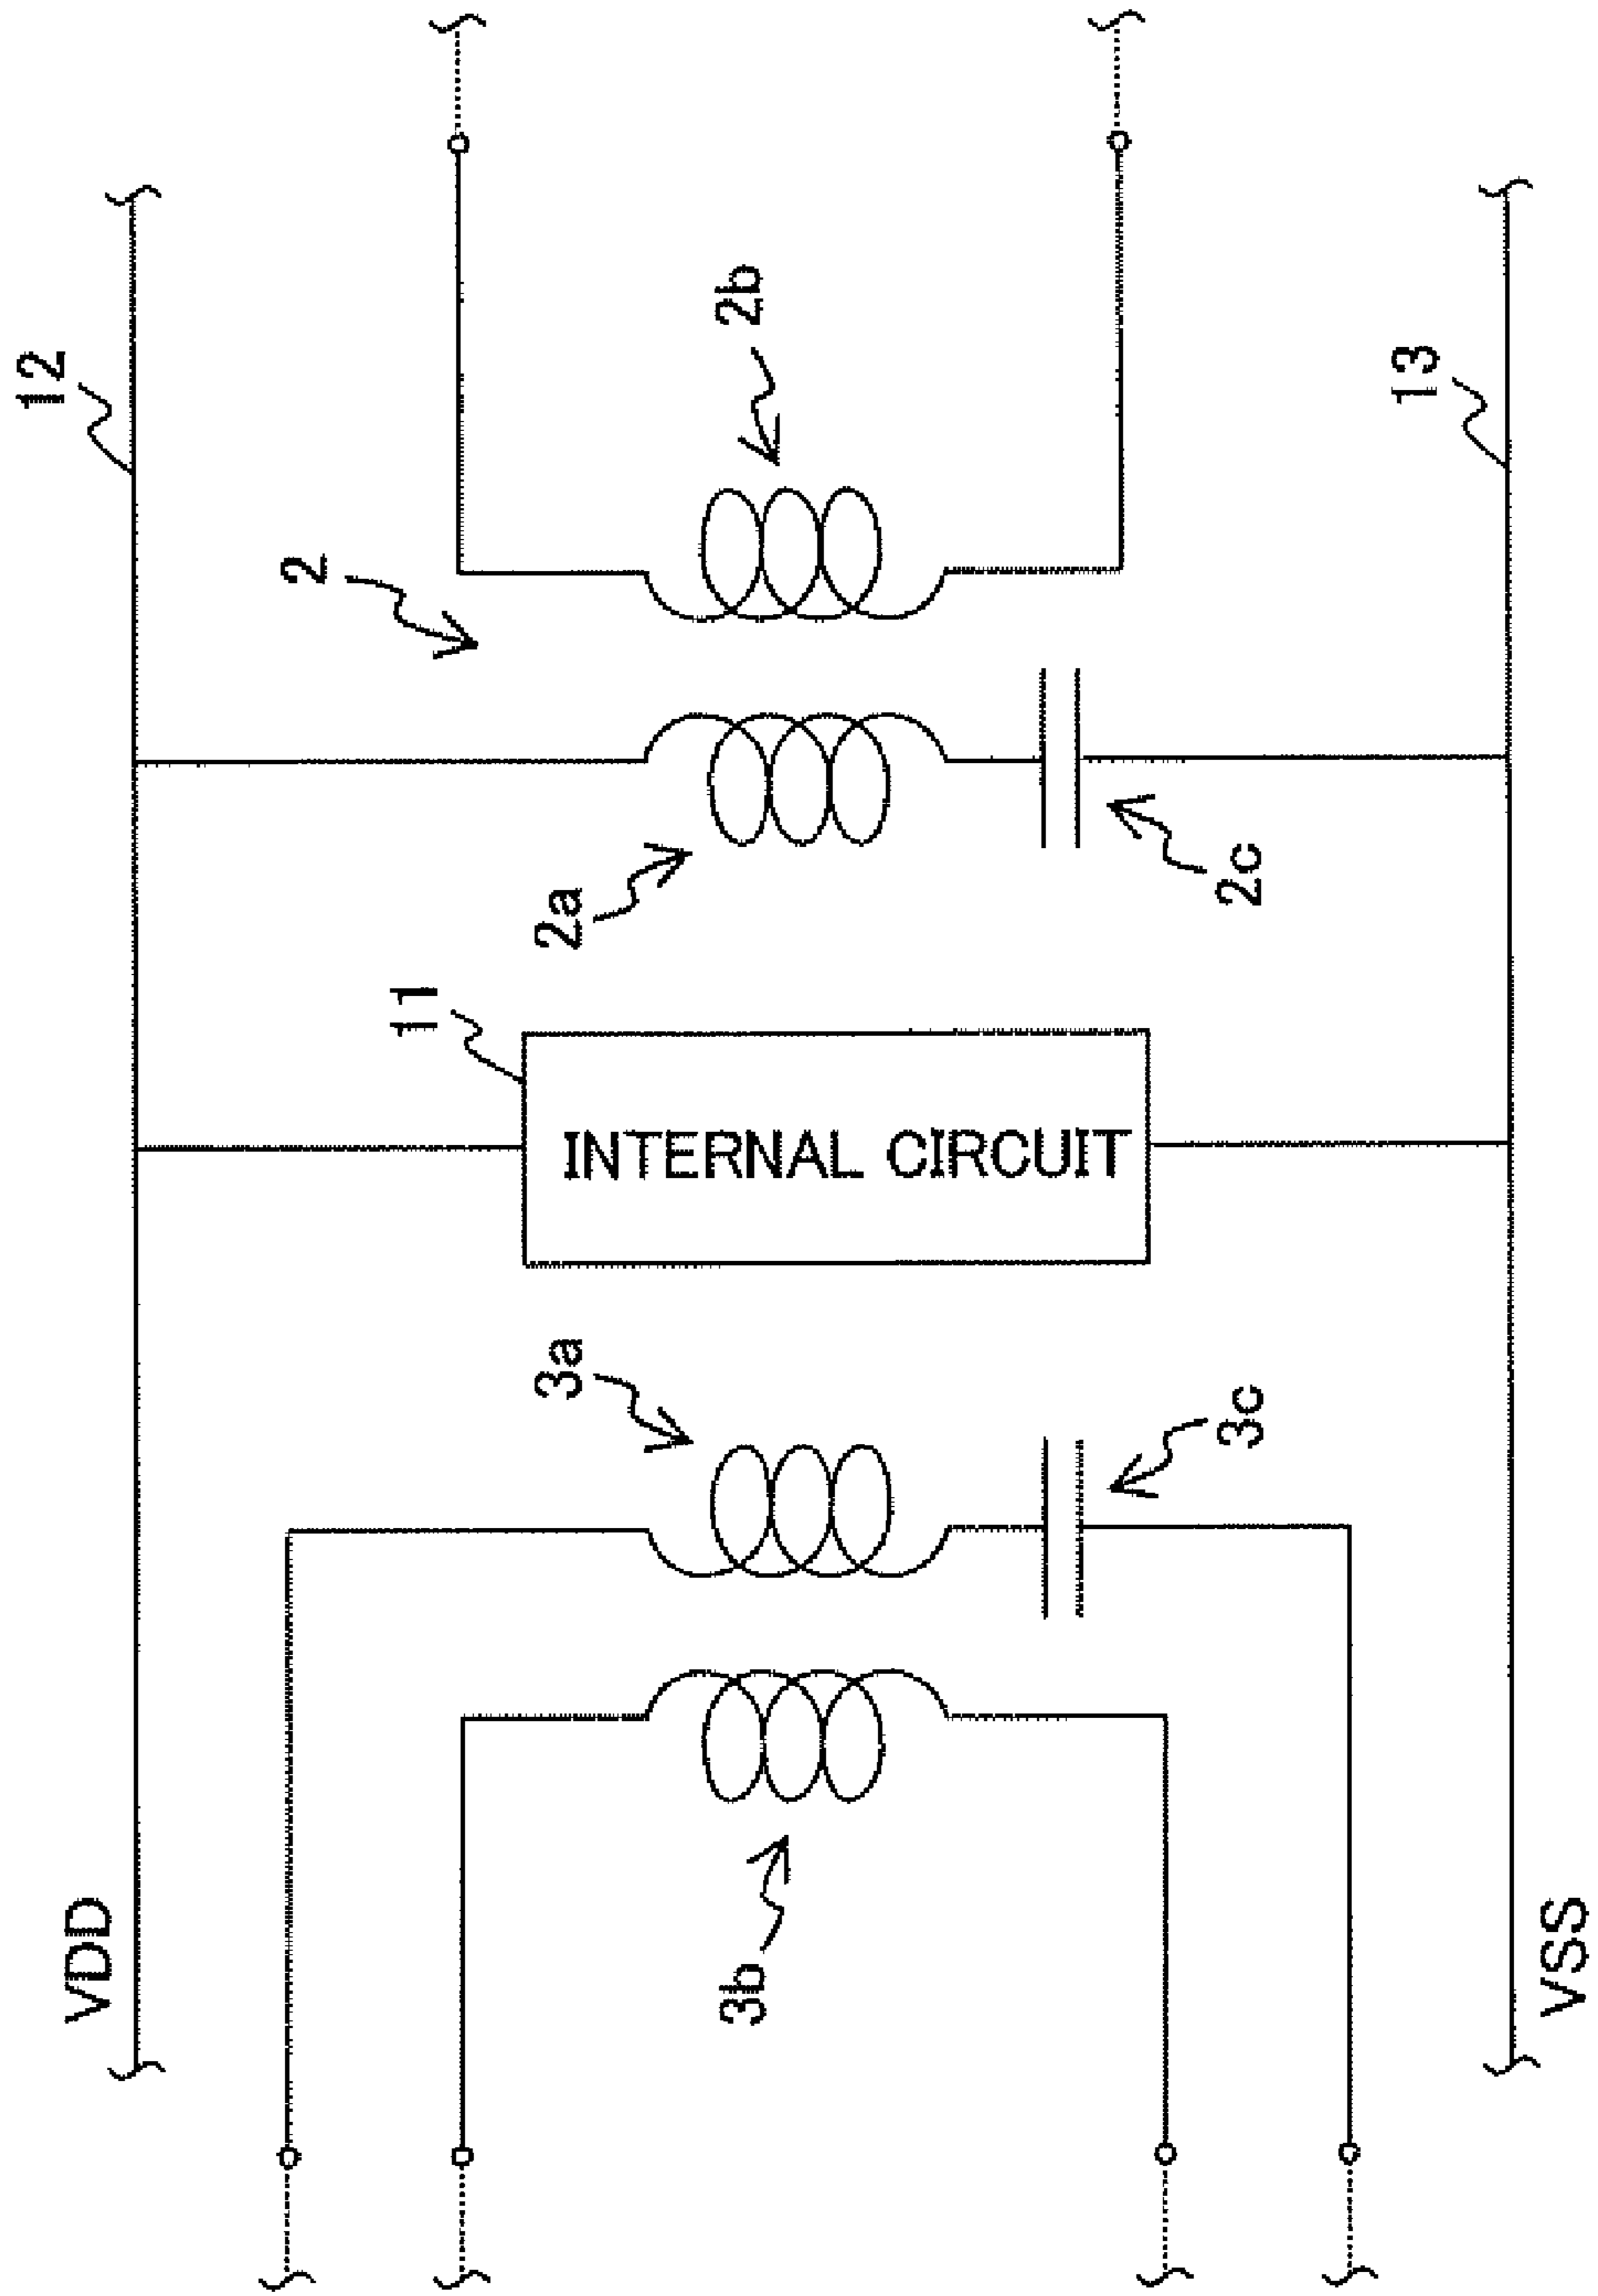 VDD
12
2
2b
2a
2c
11
INTERNAL CIRCUIT
3a
3c
3b
13
VSS